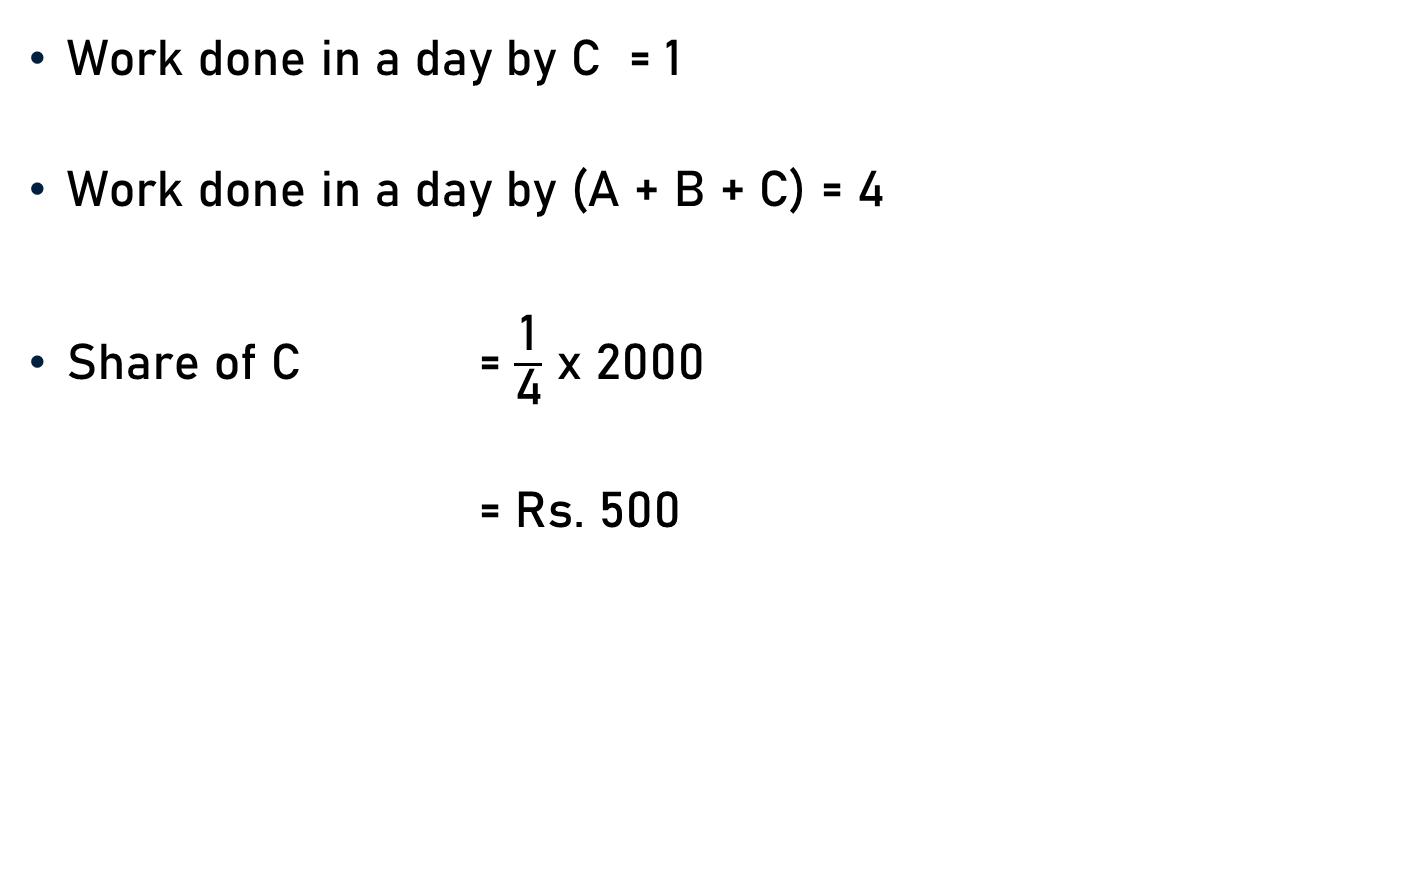 • Work done in a day by C = 1
• Work done in a day by (A + B + C) = 4
• Share of C = 1/4 x 2000
= Rs. 500